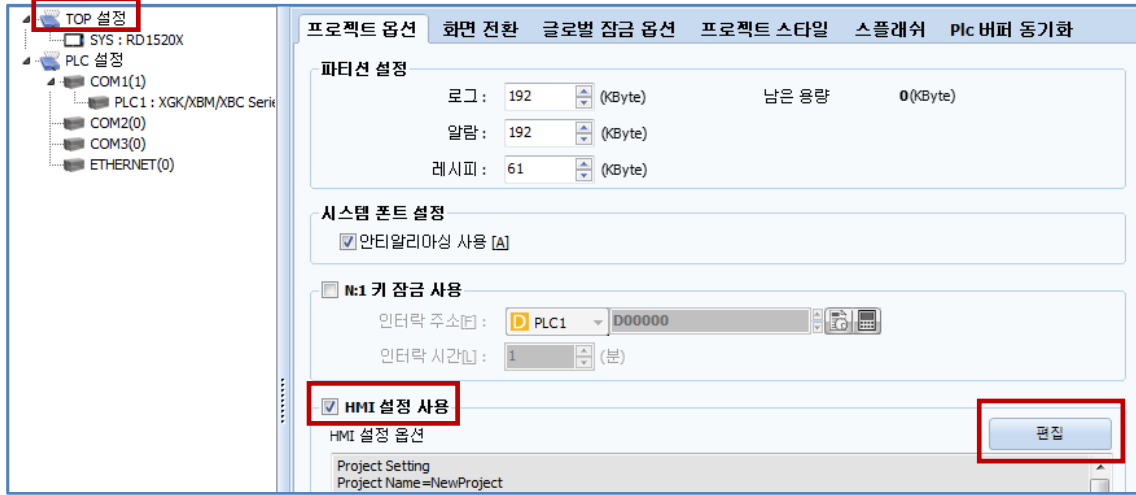 TOP 설정
SYS : RD1520X
PLC 설정
COM1(1)
PLC1 : XGK/XBM/XBC Serie
COM2(0)
COM3(0)
ETHERNET(0)
프로젝트 옵션 화면 전환 글로벌 잠금 옵션 프로젝트 스타일 스플래쉬 Plc 버퍼 동기화
파티션 설정
로그 : 192 (KByte) 남은 용량 0(KByte)
알람 : 192 (KByte)
레시피 : 61 (KByte)
시스템 폰트 설정
안티알리아싱 사용 [A]
N:1 키 잠금 사용
인터락 주소[F] : D PLC1 D00000
인터락 시간[L] : 1 (분)
HMI 설정 사용
HMI 설정 옵션 편집
Project Setting
Project Name=NewProject